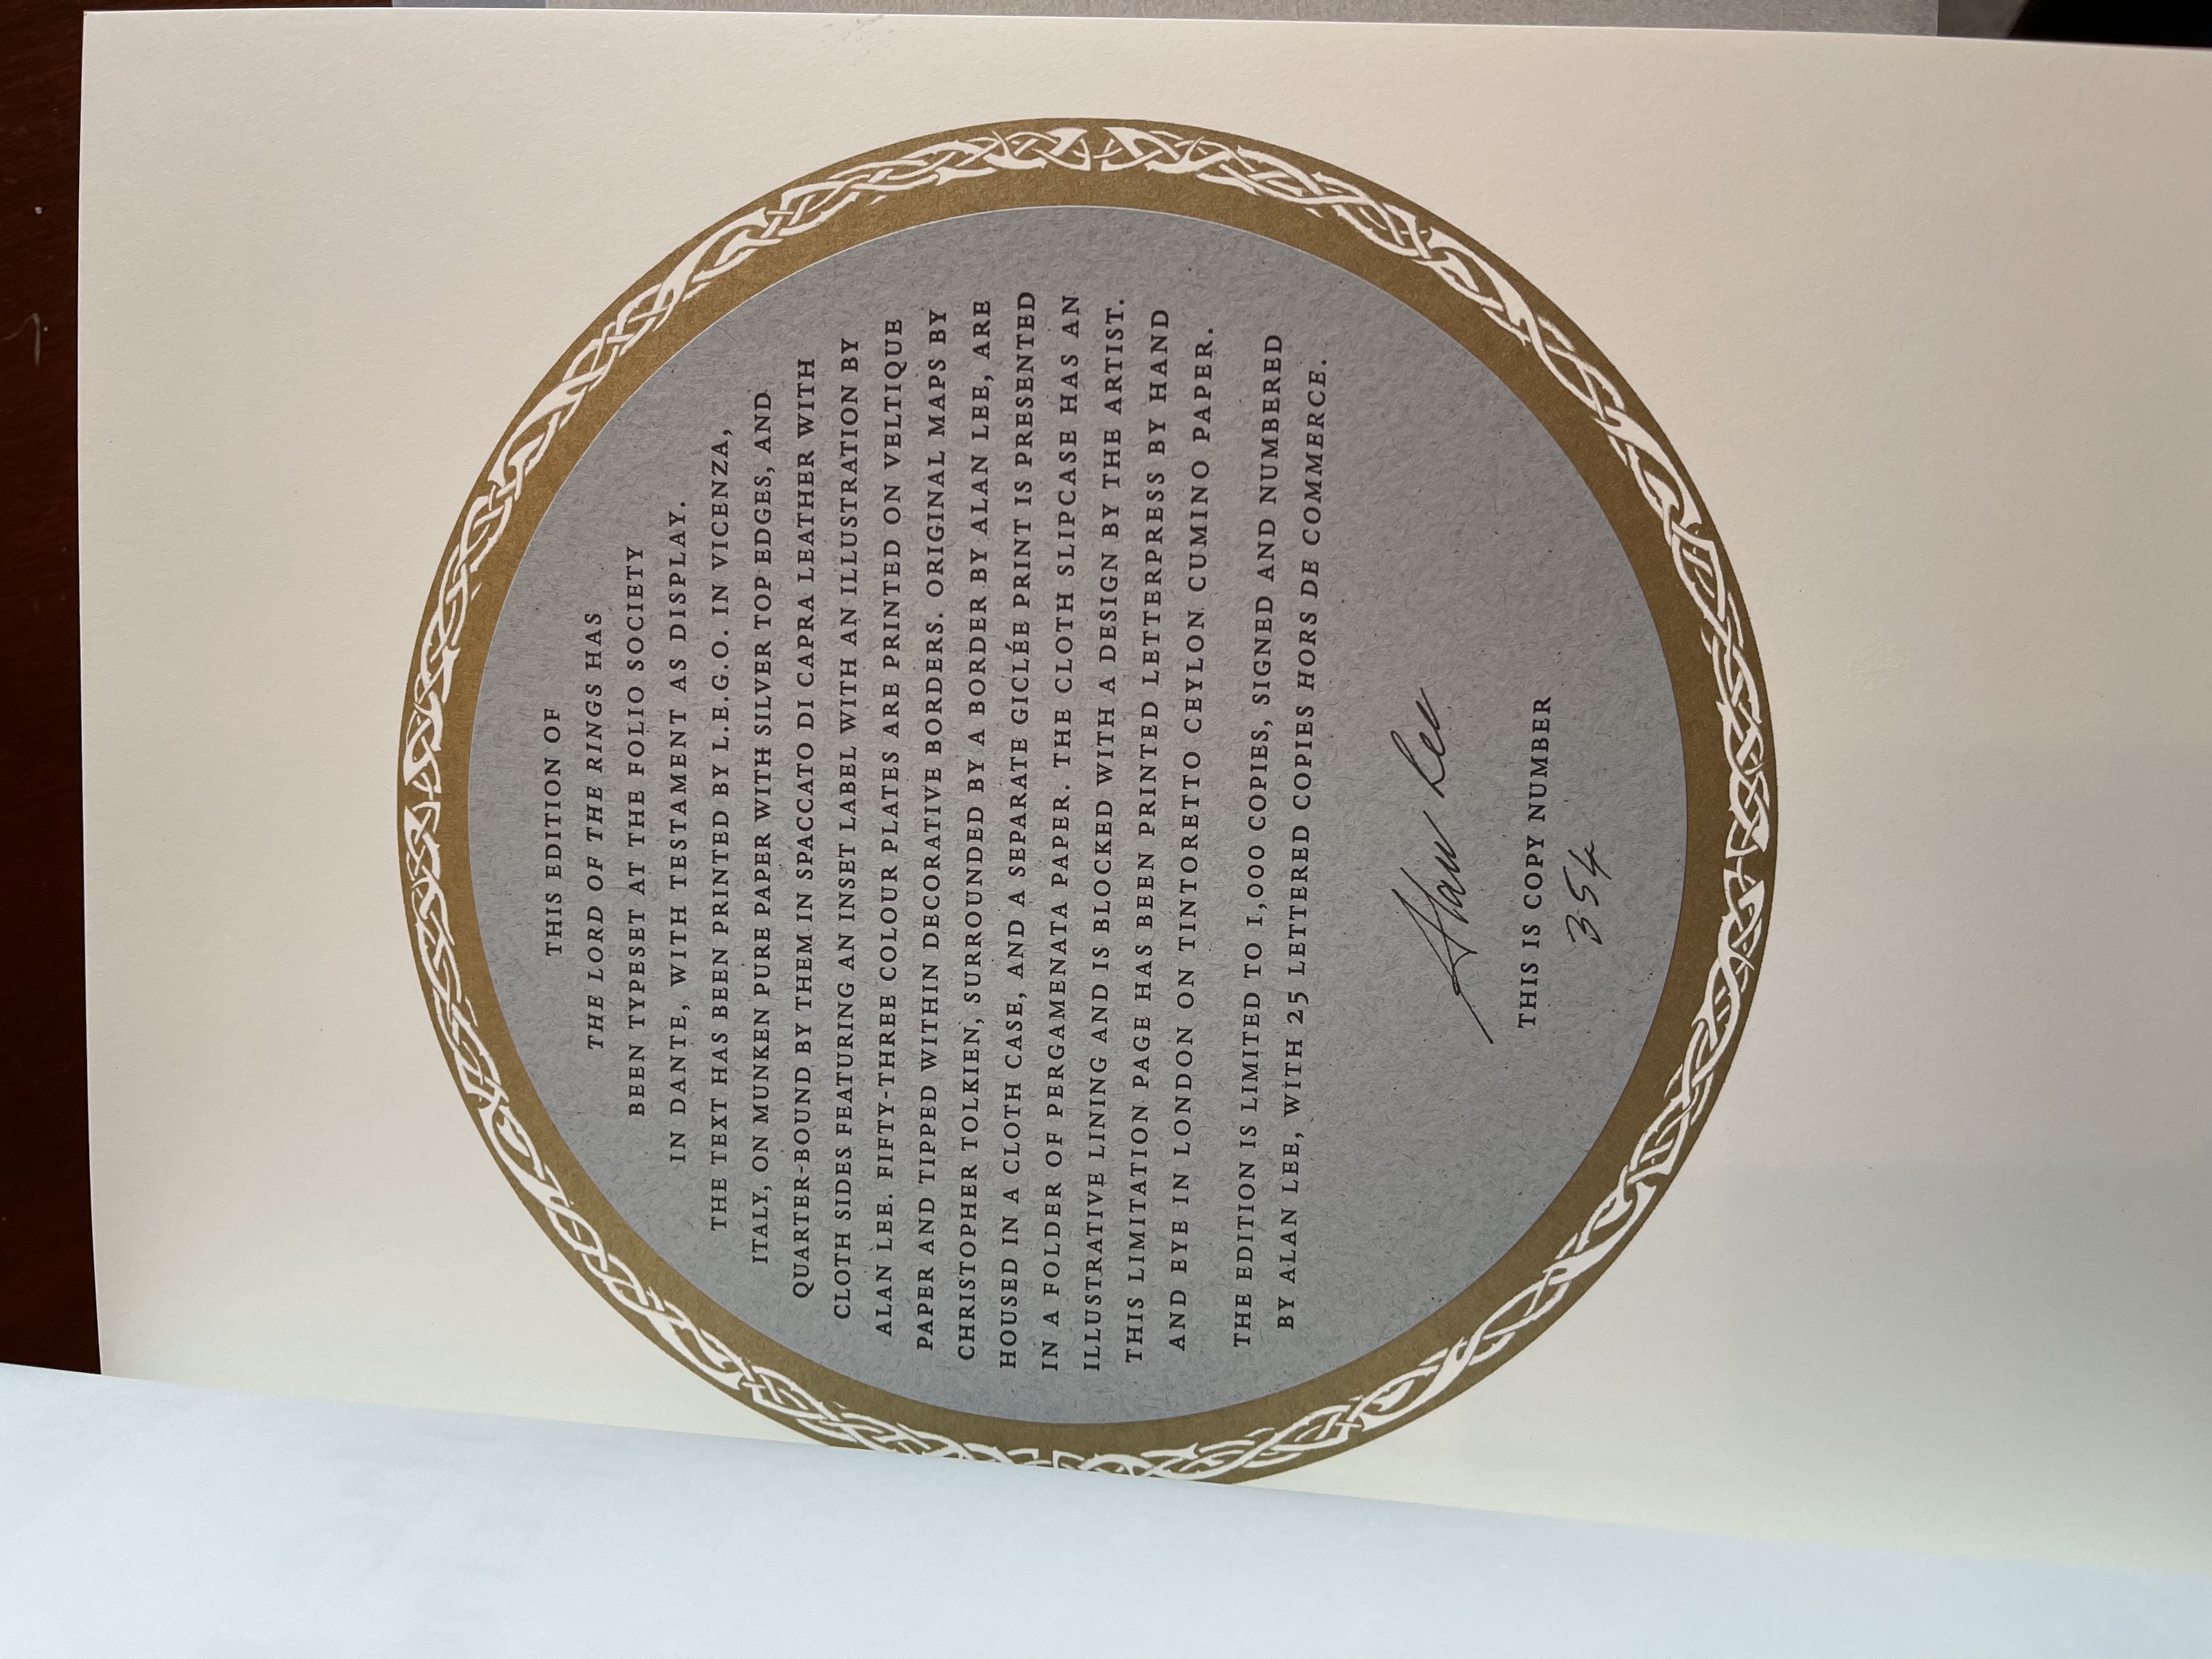 THIS EDITION OF
THE LORD OF THE RINGS HAS
BEEN TYPESET AT THE FOLIO SOCIETY
IN DANTE, WITH TESTAMENT AS DISPLAY.
THE TEXT HAS BEEN PRINTED BY L.E.G.O. IN VICENZA,
ITALY, ON MUNKEN PURE PAPER WITH SILVER TOP EDGES, AND
QUARTER-BOUND BY THEM IN SPACCATO DI CAPRA LEATHER WITH
CLOTH SIDES FEATURING AN INSET LABEL WITH AN ILLUSTRATION BY
ALAN LEE. FIFTY-THREE COLOUR PLATES ARE PRINTED ON VELTIQUE
PAPER AND TIPPED WITHIN DECORATIVE BORDERS. ORIGINAL MAPS BY
CHRISTOPHER TOLKIEN, SURROUNDED BY A BORDER BY ALAN LEE, ARE
HOUSED IN A CLOTH CASE, AND A SEPARATE GICLÉE PRINT IS PRESENTED
IN A FOLDER OF PERGAMENATA PAPER. THE CLOTH SLIPCASE HAS AN
ILLUSTRATIVE LINING AND IS BLOCKED WITH A DESIGN BY THE ARTIST.
THIS LIMITATION PAGE HAS BEEN PRINTED LETTERPRESS BY HAND
AND EYE IN LONDON ON TINTORETTO CEYLON CUMINO PAPER.
THE EDITION IS LIMITED TO 1,000 COPIES, SIGNED AND NUMBERED
BY ALAN LEE, WITH 25 LETTERED COPIES HORS DE COMMERCE.
Alan Lee
THIS IS COPY NUMBER
354